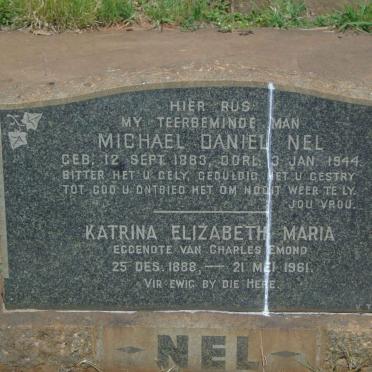 HIER RUS
MY TEERBEMINDE MAN
MICHAEL DANIEL NEL
GEB. 12 SEPT. 1883, OORL. 3 JAN. 1944.
BITTER HET U GELY, GEDULDIG HET U GESTRY
TOT GOD U ONTBIED HET OM NOOIT WEER TE LY.
JOU VROU.
KATRINA ELIZABETH MARIA
EGGENOTE VAN CHARLES EMOND
25 DES. 1888, — 21 MEI 1961.
VIR EWIG BY DIE HERE.
NEL